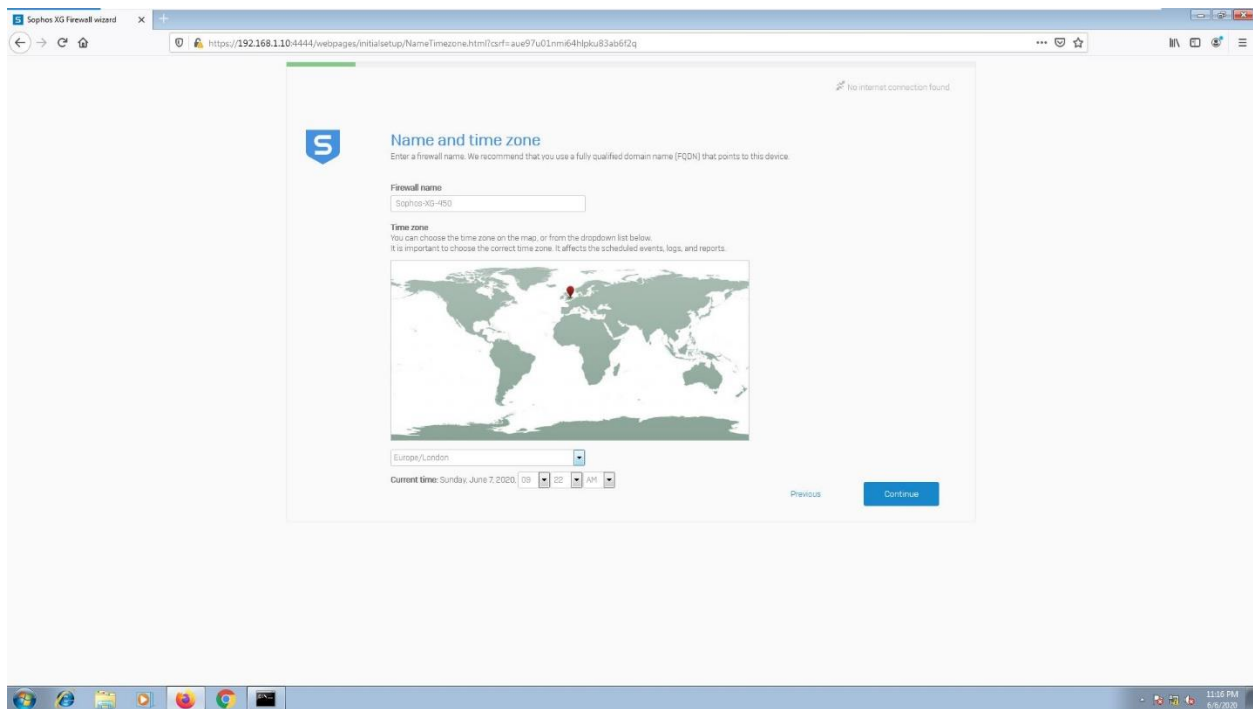 Sophos XG Firewall wizard
https://192.168.1.10:4444/webpages/initialsetup/NameTimezone.html?csrf=aue97u01nmi64hlpku83ab6f2q
No internet connection found
S
Name and time zone
Enter a firewall name. We recommend that you use a fully qualified domain name (FQDN) that points to this device.
Firewall name
Sophos-XG-450
Time zone
You can choose the time zone on the map, or from the dropdown list below.
It is important to choose the correct time zone. It affects the scheduled events, logs, and reports.
Europe/London
Current time: Sunday, June 7, 2020, 09 22 AM
Previous
Continue
11:16 PM
6/6/2020